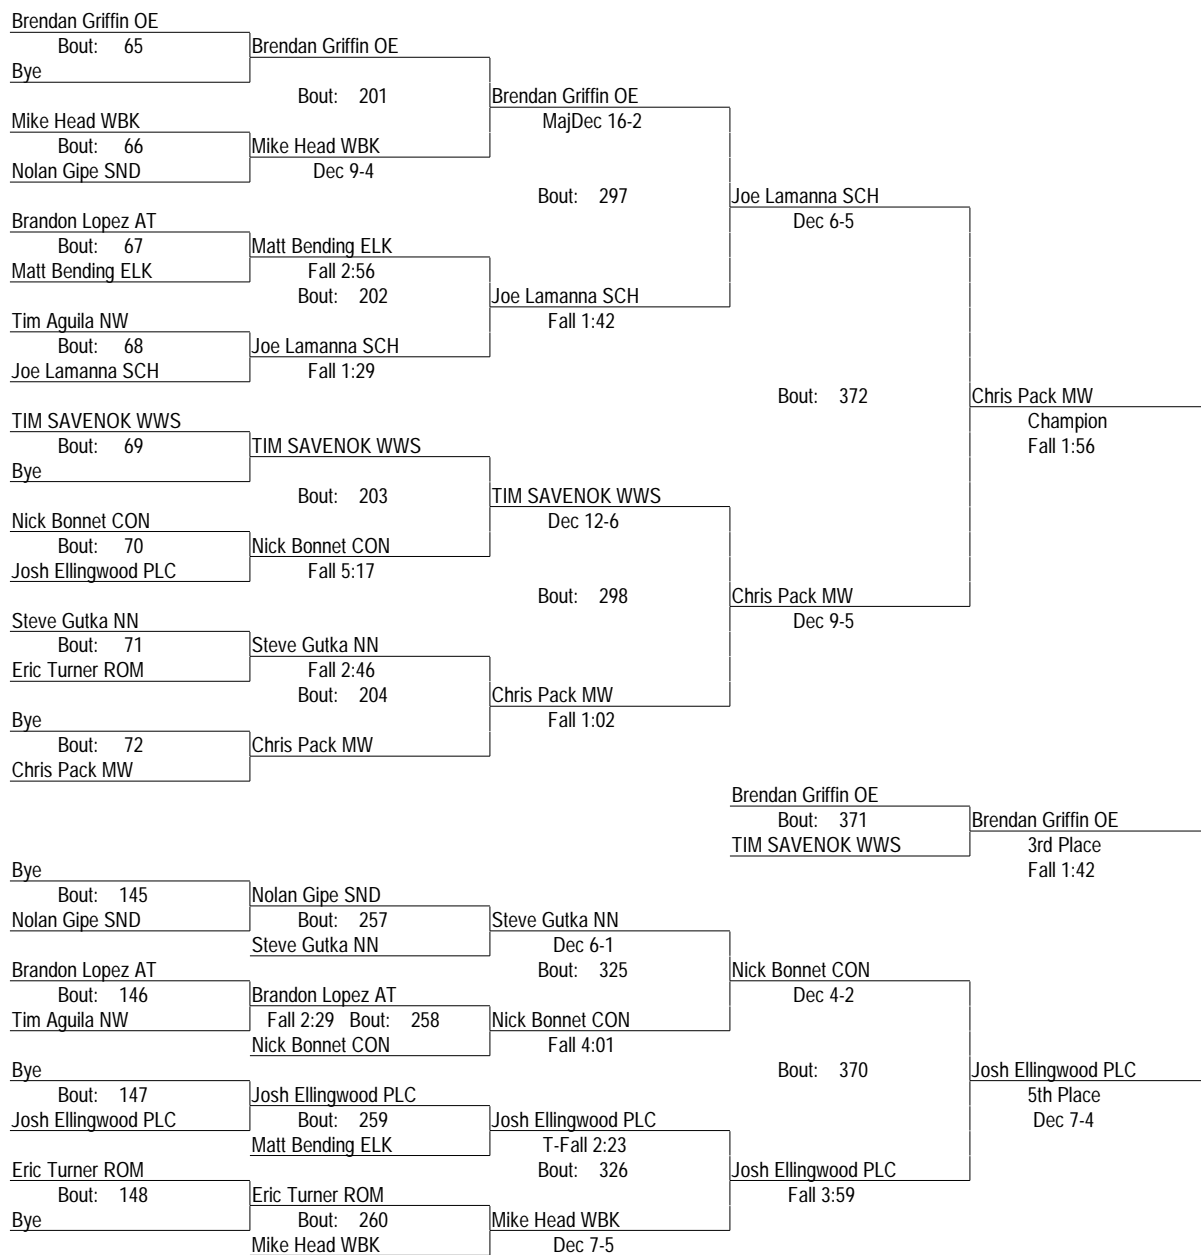 Brendan Griffin OE
Bout: 65 Brendan Griffin OE
Bye
Bout: 201 Brendan Griffin OE
Mike Head WBK MajDec 16-2
Bout: 66 Mike Head WBK
Nolan Gipe SND Dec 9-4
Bout: 297 Joe Lamanna SCH
Brandon Lopez AT Dec 6-5
Bout: 67 Matt Bending ELK
Matt Bending ELK Fall 2:56
Bout: 202 Joe Lamanna SCH
Tim Aguila NW Fall 1:42
Bout: 68 Joe Lamanna SCH
Joe Lamanna SCH Fall 1:29
Bout: 372 Chris Pack MW
TIM SAVENOK WWS Champion
Bout: 69 TIM SAVENOK WWS Fall 1:56
Bye
Bout: 203 TIM SAVENOK WWS
Nick Bonnet CON Dec 12-6
Bout: 70 Nick Bonnet CON
Josh Ellingwood PLC Fall 5:17
Bout: 298 Chris Pack MW
Steve Gutka NN Dec 9-5
Bout: 71 Steve Gutka NN
Eric Turner ROM Fall 2:46
Bout: 204 Chris Pack MW
Bye Fall 1:02
Bout: 72 Chris Pack MW
Chris Pack MW
Brendan Griffin OE
Bout: 371 Brendan Griffin OE
TIM SAVENOK WWS 3rd Place
Bye Fall 1:42
Bout: 145 Nolan Gipe SND
Nolan Gipe SND Bout: 257 Steve Gutka NN
Steve Gutka NN Dec 6-1
Brandon Lopez AT Bout: 325 Nick Bonnet CON
Bout: 146 Brandon Lopez AT Dec 4-2
Tim Aguila NW Fall 2:29 Bout: 258 Nick Bonnet CON
Nick Bonnet CON Fall 4:01
Bye Bout: 370 Josh Ellingwood PLC
Bout: 147 Josh Ellingwood PLC 5th Place
Josh Ellingwood PLC Bout: 259 Josh Ellingwood PLC Dec 7-4
Matt Bending ELK T-Fall 2:23
Eric Turner ROM Bout: 326 Josh Ellingwood PLC
Bout: 148 Eric Turner ROM Fall 3:59
Bye Bout: 260 Mike Head WBK
Mike Head WBK Dec 7-5